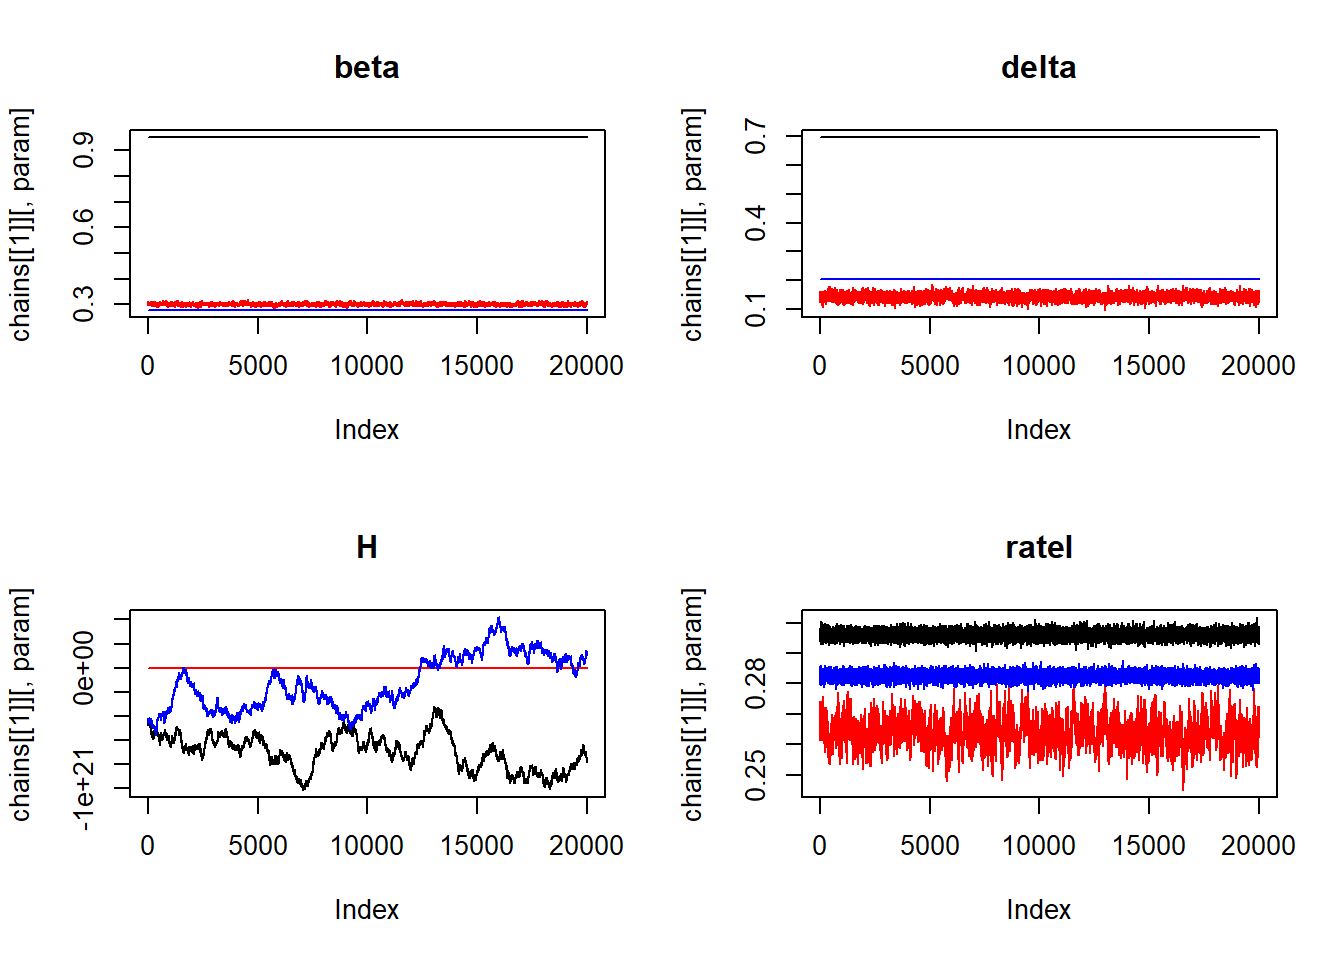 beta
chains[[1]][, param]
0.3 0.6 0.9
0 5000 10000 15000 20000
Index
delta
chains[[1]][, param]
0.1 0.4 0.7
0 5000 10000 15000 20000
Index
H
chains[[1]][, param]
-1e+21 0e+00
0 5000 10000 15000 20000
Index
rateI
chains[[1]][, param]
0.25 0.28
0 5000 10000 15000 20000
Index